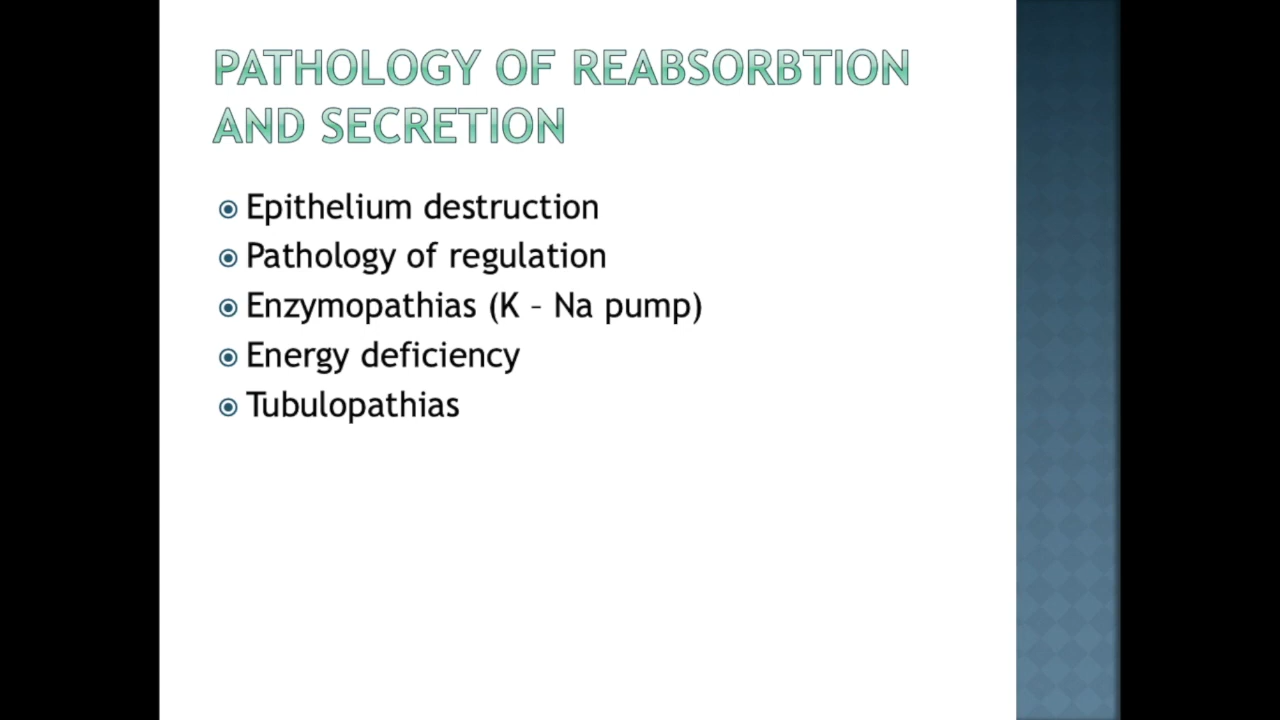 PATHOLOGY OF REABSORBTION
AND SECRETION
Epithelium destruction
Pathology of regulation
Enzymopathias (K – Na pump)
Energy deficiency
Tubulopathias